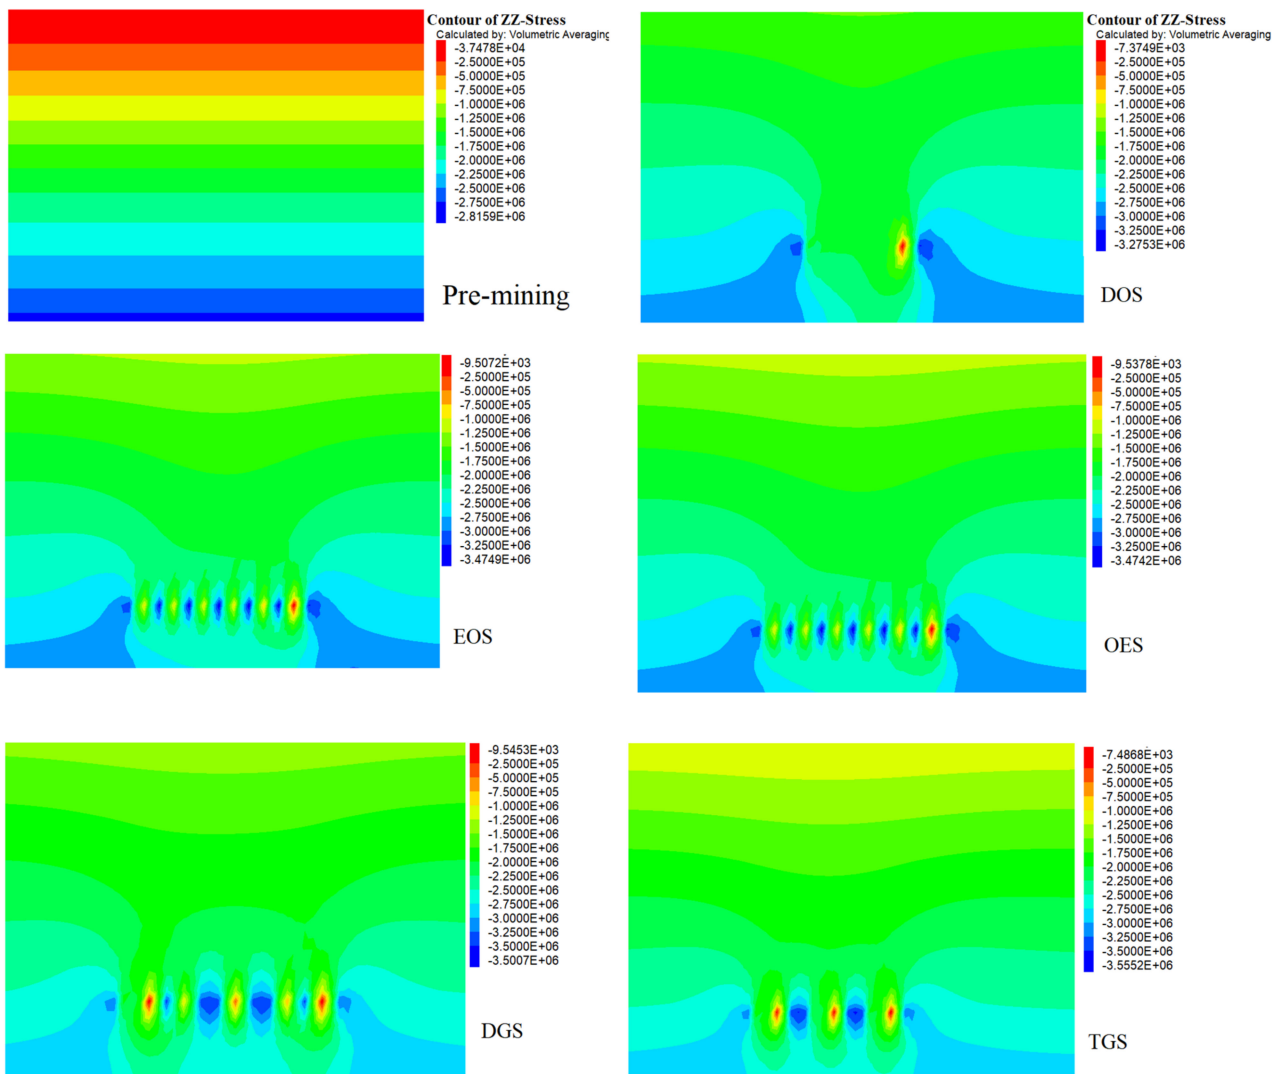 Contour of ZZ-Stress
Calculated by: Volumetric Averaging
-3.7478E+04
-2.5000E+05
-5.0000E+05
-7.5000E+05
-1.0000E+06
-1.2500E+06
-1.5000E+06
-1.7500E+06
-2.0000E+06
-2.2500E+06
-2.5000E+06
-2.7500E+06
-2.8159E+06
Pre-mining
Contour of ZZ-Stress
Calculated by: Volumetric Averaging
-7.3749E+03
-2.5000E+05
-5.0000E+05
-7.5000E+05
-1.0000E+06
-1.2500E+06
-1.5000E+06
-1.7500E+06
-2.0000E+06
-2.2500E+06
-2.5000E+06
-2.7500E+06
-3.0000E+06
-3.2500E+06
-3.2753E+06
DOS
-9.5072E+03
-2.5000E+05
-5.0000E+05
-7.5000E+05
-1.0000E+06
-1.2500E+06
-1.5000E+06
-1.7500E+06
-2.0000E+06
-2.2500E+06
-2.5000E+06
-2.7500E+06
-3.0000E+06
-3.2500E+06
-3.4749E+06
EOS
-9.5378E+03
-2.5000E+05
-5.0000E+05
-7.5000E+05
-1.0000E+06
-1.2500E+06
-1.5000E+06
-1.7500E+06
-2.0000E+06
-2.2500E+06
-2.5000E+06
-2.7500E+06
-3.0000E+06
-3.2500E+06
-3.4742E+06
OES
-9.5453E+03
-2.5000E+05
-5.0000E+05
-7.5000E+05
-1.0000E+06
-1.2500E+06
-1.5000E+06
-1.7500E+06
-2.0000E+06
-2.2500E+06
-2.5000E+06
-2.7500E+06
-3.0000E+06
-3.2500E+06
-3.5000E+06
-3.5007E+06
DGS
-7.4868E+03
-2.5000E+05
-5.0000E+05
-7.5000E+05
-1.0000E+06
-1.2500E+06
-1.5000E+06
-1.7500E+06
-2.0000E+06
-2.2500E+06
-2.5000E+06
-2.7500E+06
-3.0000E+06
-3.2500E+06
-3.5000E+06
-3.5552E+06
TGS